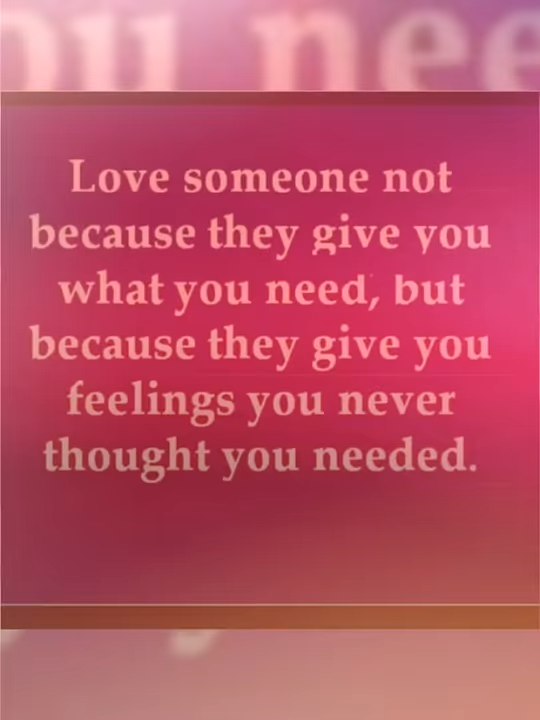 ou nee
Love someone not
because they give you
what you need, but
because they give you
feelings you never
thought you needed.